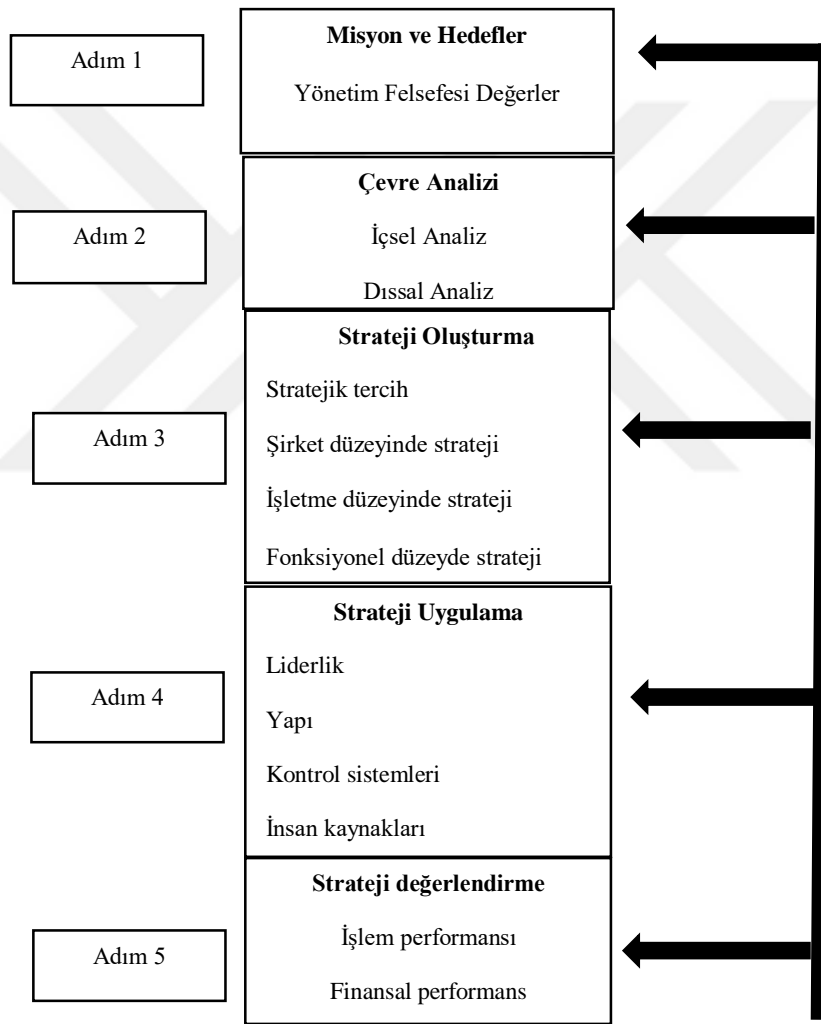 Adım 1
Misyon ve Hedefler
Yönetim Felsefesi Değerler
Adım 2
Çevre Analizi
İçsel Analiz
Dıssal Analiz
Adım 3
Strateji Oluşturma
Stratejik tercih
Şirket düzeyinde strateji
İşletme düzeyinde strateji
Fonksiyonel düzeyde strateji
Adım 4
Strateji Uygulama
Liderlik
Yapı
Kontrol sistemleri
İnsan kaynakları
Adım 5
Strateji değerlendirme
İşlem performansı
Finansal performans